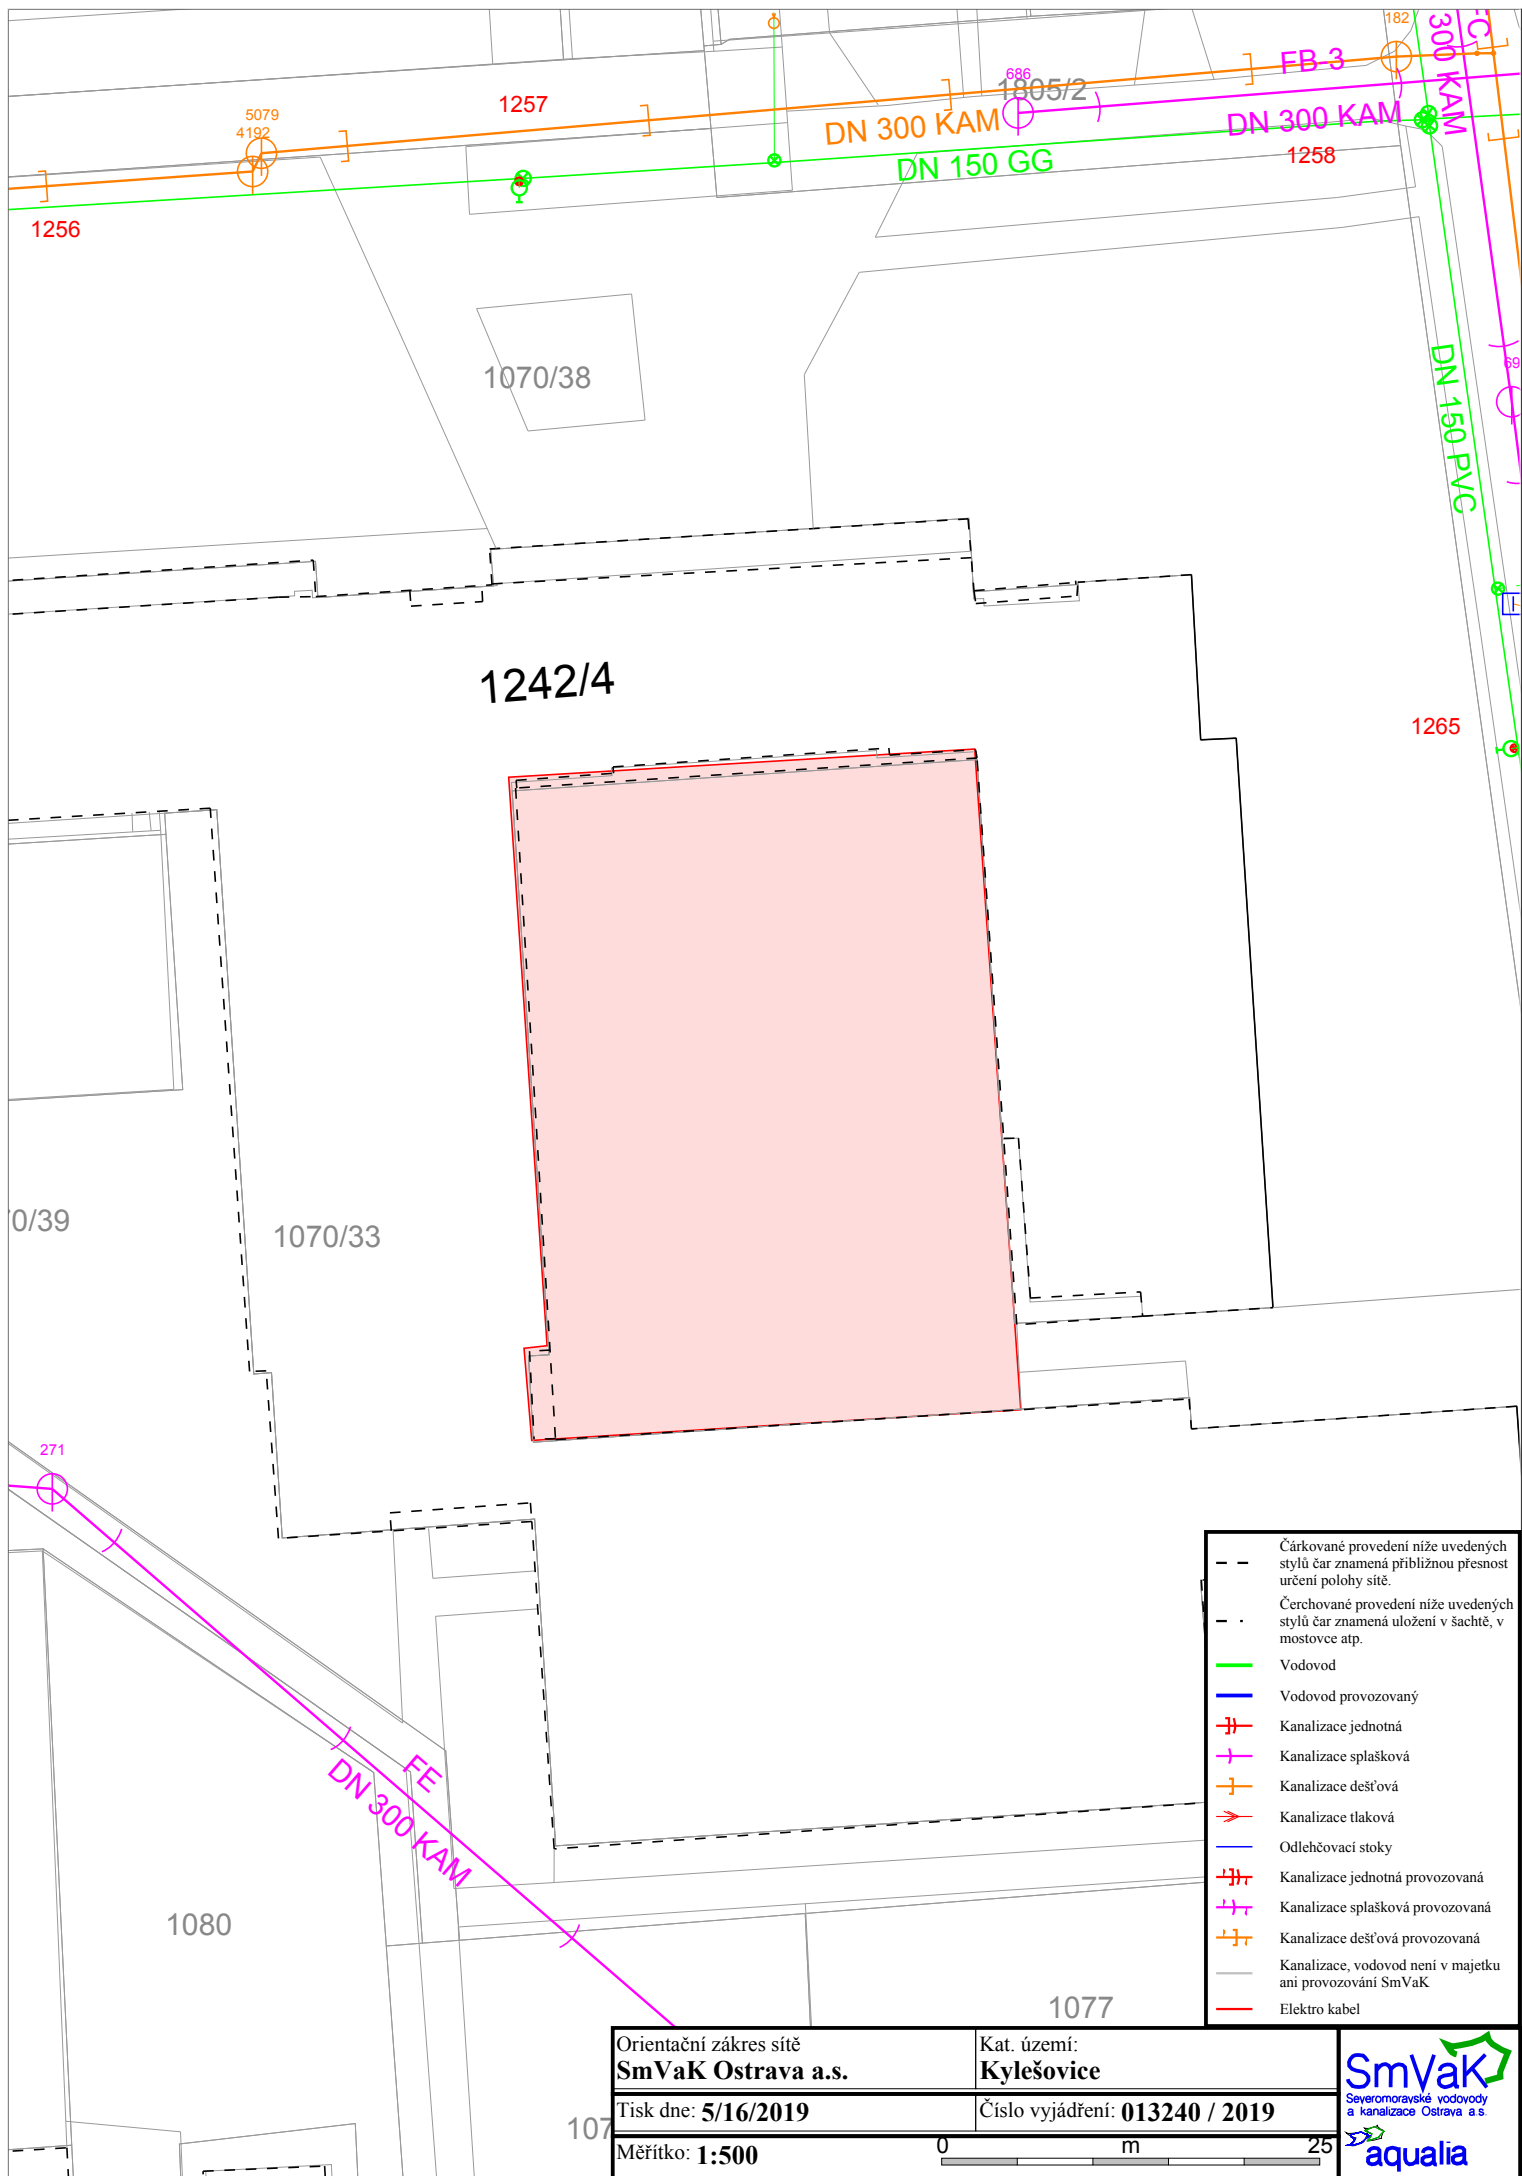 182
FC
300 KAM
FB-3
686
1805/2
1257
5079
4192
DN 300 KAM
DN 300 KAM
DN 150 GG
1258
1256
1070/38
DN 150 PVC
69
1242/4
1265
0/39
1070/33
271
FE
DN 300 KAM
1080
1077
107
Čárkované provedení níže uvedených
stylů čar znamená přibližnou přesnost
určení polohy sítě.
Čerchované provedení níže uvedených
stylů čar znamená uložení v šachtě, v
mostovce atp.
Vodovod
Vodovod provozovaný
Kanalizace jednotná
Kanalizace splašková
Kanalizace dešťová
Kanalizace tlaková
Odlehčovací stoky
Kanalizace jednotná provozovaná
Kanalizace splašková provozovaná
Kanalizace dešťová provozovaná
Kanalizace, vodovod není v majetku
ani provozování SmVaK
Elektro kabel
Orientační zákres sítě
SmVaK Ostrava a.s.
Kat. území:
Kylešovice
Tisk dne: 5/16/2019
Číslo vyjádření: 013240 / 2019
Měřítko: 1:500
0 m 25
SmVaK
Severomoravské vodovody
a kanalizace Ostrava a.s.
aqualia